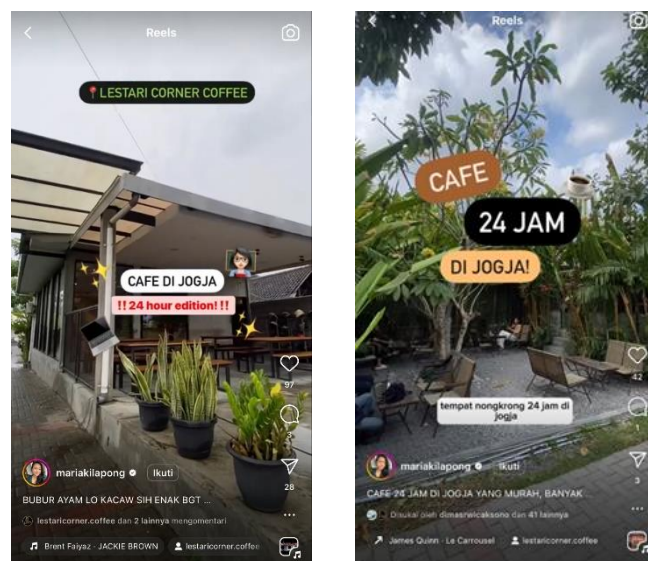 Reels
LESTARI CORNER COFFEE
CAFE DI JOGJA
!! 24 hour edition! !!
97
28
mariakilapong
Ikuti
BUBUR AYAM LO KACAW SIH ENAK BGT ...
lestaricorner.coffee dan 2 lainnya mengomentari
Brent Faiyaz · JACKIE BROWN
lestaricorner.coffee
Reels
CAFE
24 JAM
DI JOGJA!
tempat nongkrong 24 jam di
jogja
42
1
3
mariakilapong
Ikuti
CAFE 24 JAM DI JOGJA YANG MURAH, BANYAK
Disukai oleh dimasrwicaksono dan 41 lainnya
James Quinn · Le Carrousel
lestaricorner.coffee